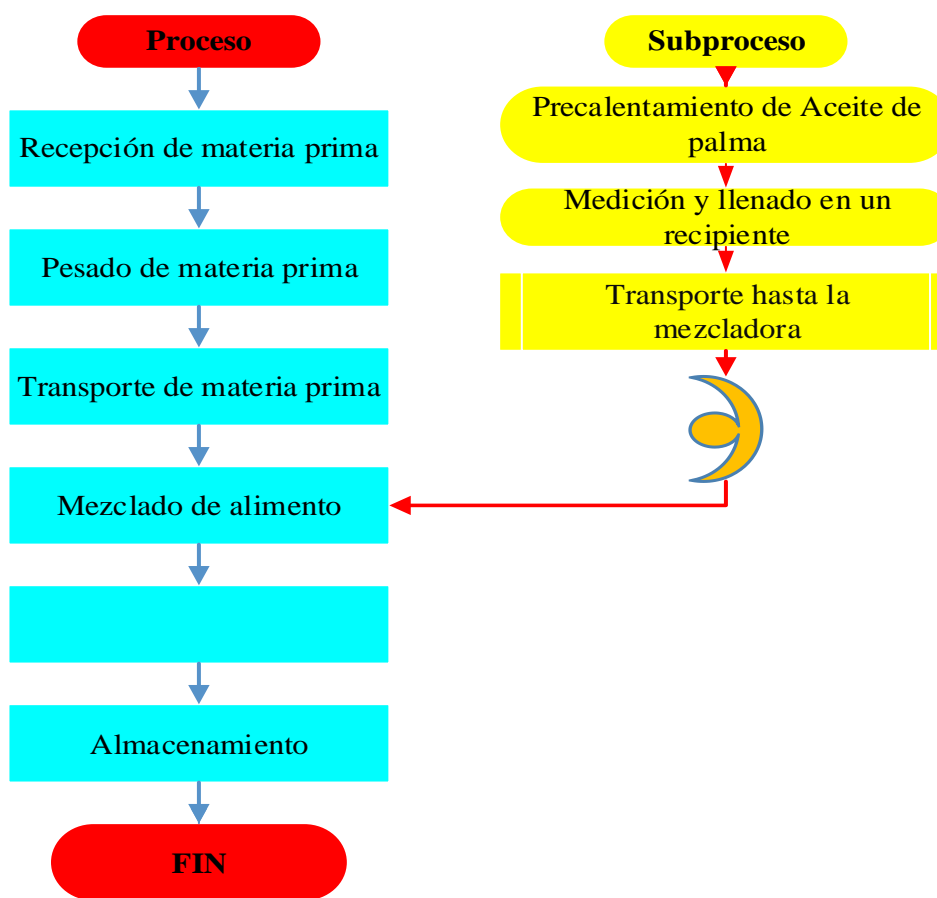 Proceso
Recepción de materia prima
Pesado de materia prima
Transporte de materia prima
Mezclado de alimento
Almacenamiento
FIN
Subproceso
Precalentamiento de Aceite de
palma
Medición y llenado en un
recipiente
Transporte hasta la
mezcladora